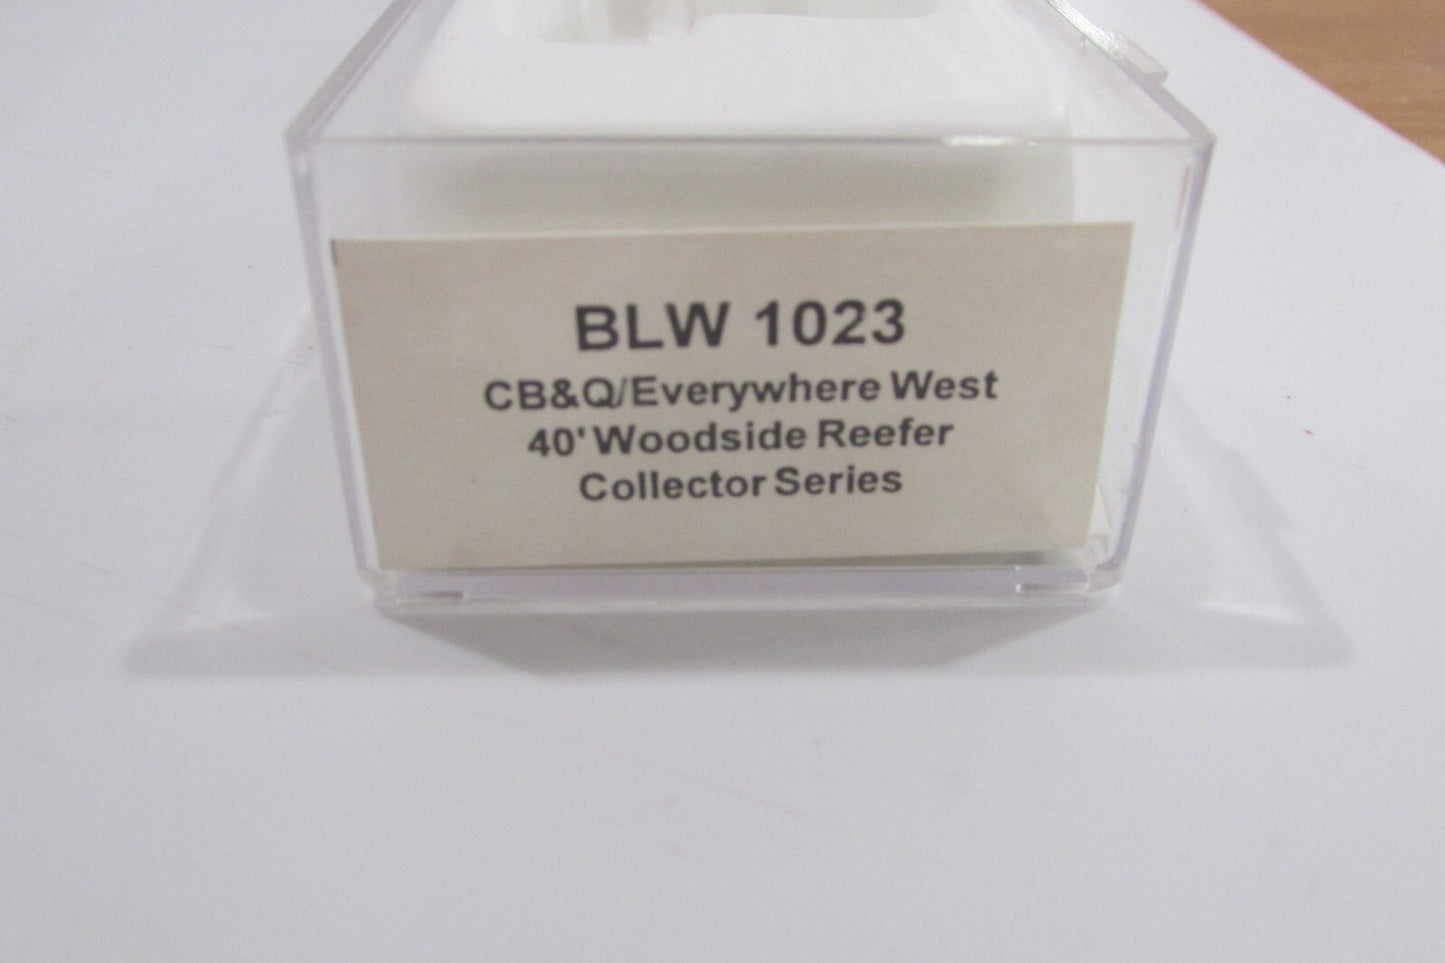 BLW 1023
CB&Q/Everywhere West
40' Woodside Reefer
Collector Series